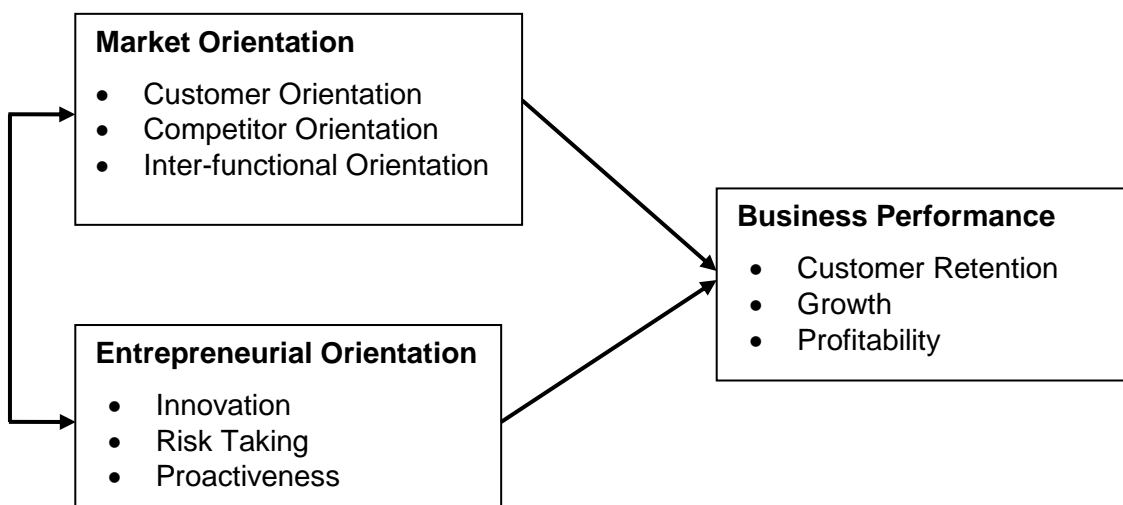 Market Orientation
• Customer Orientation
• Competitor Orientation
• Inter-functional Orientation
Business Performance
• Customer Retention
• Growth
• Profitability
Entrepreneurial Orientation
• Innovation
• Risk Taking
• Proactiveness